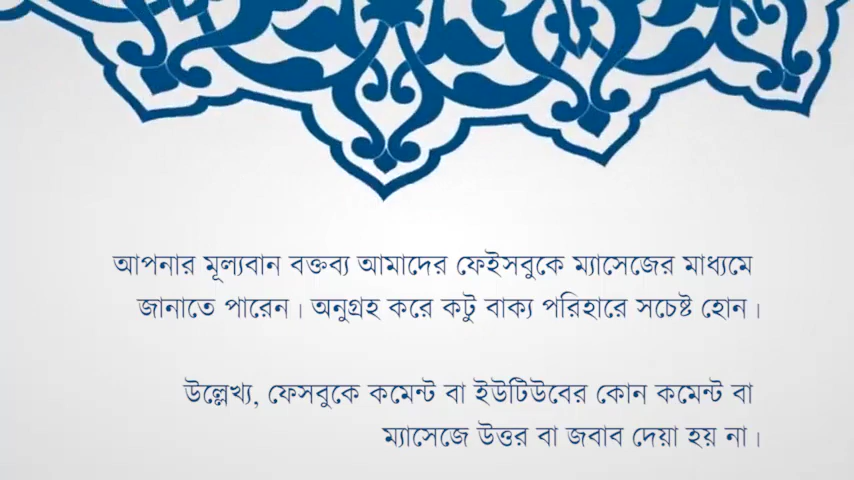 আপনার মূল্যবান বক্তব্য আমাদের ফেইসবুকে ম্যাসেজের মাধ্যমে
জানাতে পারেন। অনুগ্রহ করে কটু বাক্য পরিহারে সচেষ্ট হোন।
উল্লেখ্য, ফেসবুকে কমেন্ট বা ইউটিউবের কোন কমেন্ট বা
ম্যাসেজে উত্তর বা জবাব দেয়া হয় না।